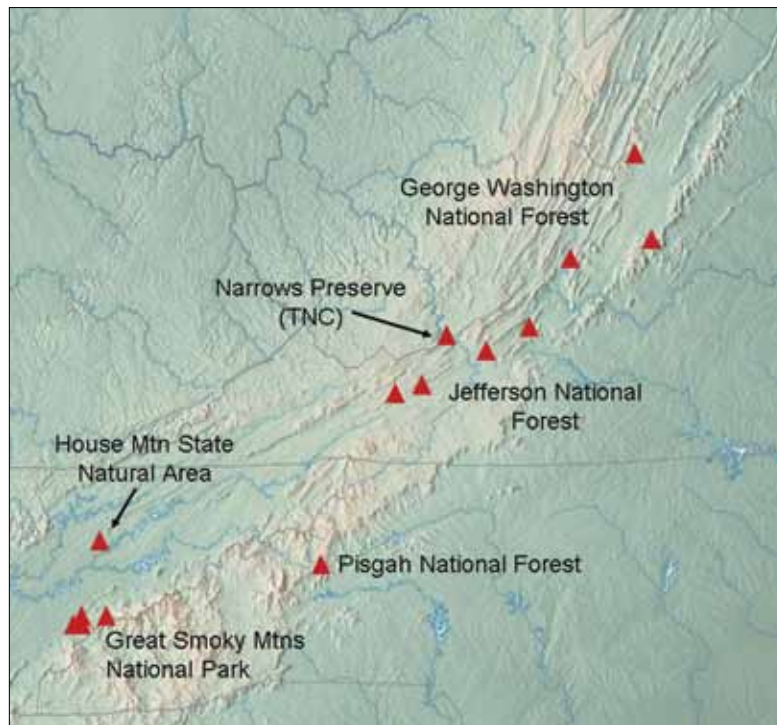 George Washington
National Forest
Narrows Preserve
(TNC)
Jefferson National
Forest
House Mtn State
Natural Area
Pisgah National Forest
Great Smoky Mtns
National Park